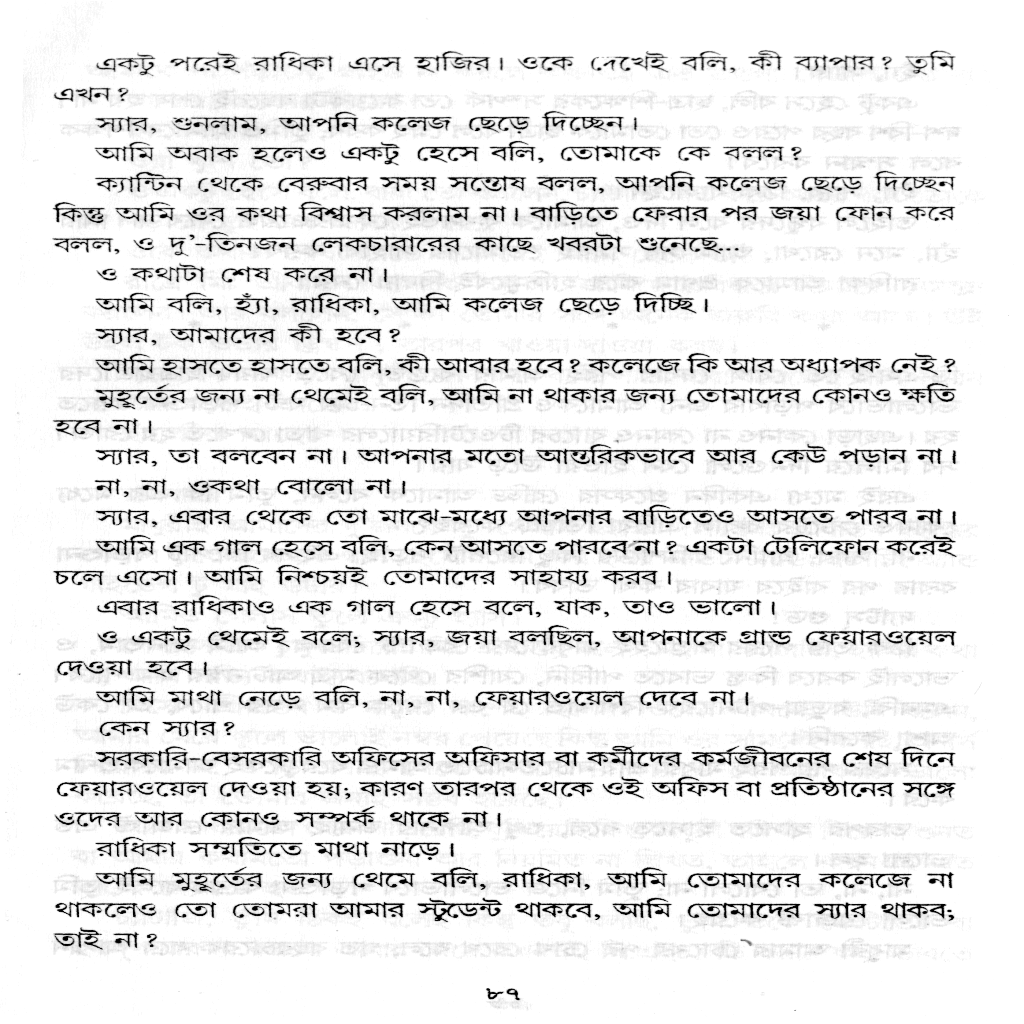 একটু পরেই রাধিকা এসে হাজির। ওকে দেখেই বলি, কী ব্যাপার? তুমি
এখন?
স্যার, শুনলাম, আপনি কলেজ ছেড়ে দিচ্ছেন।
আমি অবাক হলেও একটু হেসে বলি, তোমাকে কে বলল?
ক্যান্টিন থেকে বেরুবার সময় সন্তোষ বলল, আপনি কলেজ ছেড়ে দিচ্ছেন
কিন্তু আমি ওর কথা বিশ্বাস করলাম না। বাড়িতে ফেরার পর জয়া ফোন করে
বলল, ও দু'-তিনজন লেকচারারের কাছে খবরটা শুনেছে...
ও কথাটা শেষ করে না।
আমি বলি, হ্যাঁ, রাধিকা, আমি কলেজ ছেড়ে দিচ্ছি।
স্যার, আমাদের কী হবে?
আমি হাসতে হাসতে বলি, কী আবার হবে? কলেজে কি আর অধ্যাপক নেই?
মুহূর্তের জন্য না থেমেই বলি, আমি না থাকার জন্য তোমাদের কোনও ক্ষতি
হবে না।
স্যার, তা বলবেন না। আপনার মতো আন্তরিকভাবে আর কেউ পড়ান না।
না, না, ওকথা বোলো না।
স্যার, এবার থেকে তো মাঝে-মধ্যে আপনার বাড়িতেও আসতে পারব না।
আমি এক গাল হেসে বলি, কেন আসতে পারবে না? একটা টেলিফোন করেই
চলে এসো। আমি নিশ্চয়ই তোমাদের সাহায্য করব।
এবার রাধিকাও এক গাল হেসে বলে, যাক, তাও ভালো।
ও একটু থেমেই বলে; স্যার, জয়া বলছিল, আপনাকে গ্রান্ড ফেয়ারওয়েল
দেওয়া হবে।
আমি মাথা নেড়ে বলি, না, না, ফেয়ারওয়েল দেবে না।
কেন স্যার?
সরকারি-বেসরকারি অফিসের অফিসার বা কর্মীদের কর্মজীবনের শেষ দিনে
ফেয়ারওয়েল দেওয়া হয়; কারণ তারপর থেকে ওই অফিস বা প্রতিষ্ঠানের সঙ্গে
ওদের আর কোনও সম্পর্ক থাকে না।
রাধিকা সম্মতিতে মাথা নাড়ে।
আমি মুহূর্তের জন্য থেমে বলি, রাধিকা, আমি তোমাদের কলেজে না
থাকলেও তো তোমরা আমার স্টুডেন্ট থাকবে, আমি তোমাদের স্যার থাকব;
তাই না?
৮৭